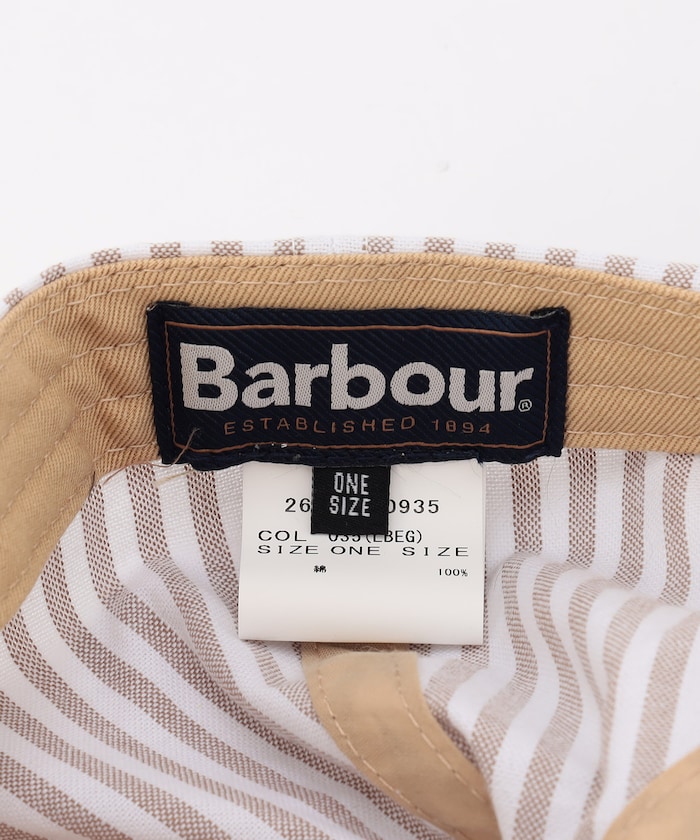 Barbour®
ESTABLISHED 1894
ONE
SIZE
26 0935
COL 035(LBEG)
SIZE ONE SIZE
綿 100%